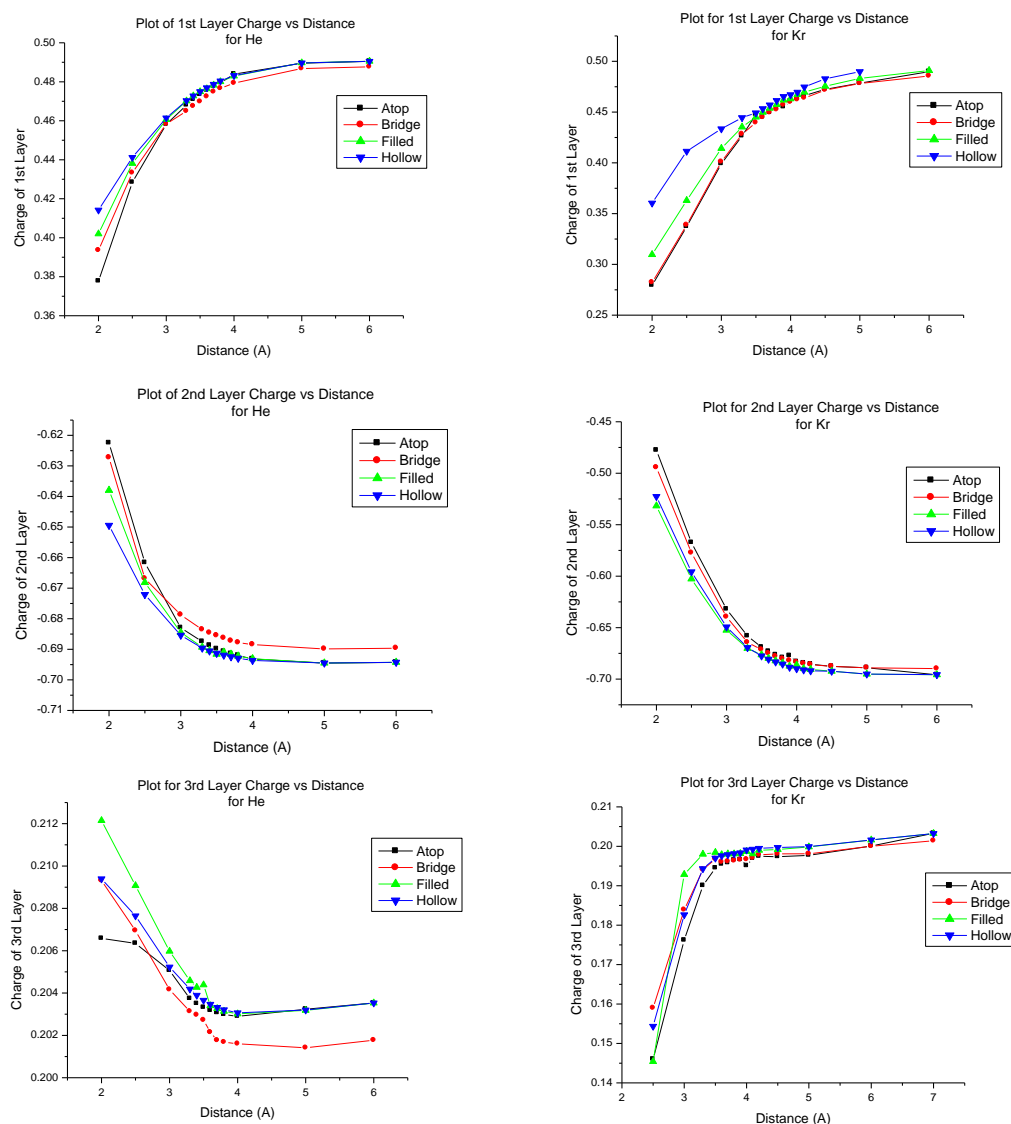 Plot of 1st Layer Charge vs Distance
for He
0.50
0.48
0.46
0.44
0.42
0.40
0.38
0.36
Charge of 1st Layer
Atop
Bridge
Filled
Hollow
2 3 4 5 6
Distance (A)
Plot for 1st Layer Charge vs Distance
for Kr
0.50
0.45
0.40
0.35
0.30
0.25
Charge of 1st Layer
Atop
Bridge
Filled
Hollow
2 3 4 5 6
Distance (A)
Plot of 2nd Layer Charge vs Distance
for He
-0.62
-0.63
-0.64
-0.65
-0.66
-0.67
-0.68
-0.69
-0.70
-0.71
Charge of 2nd Layer
Atop
Bridge
Filled
Hollow
2 3 4 5 6
Distance (A)
Plot for 2nd Layer Charge vs Distance
for Kr
-0.45
-0.50
-0.55
-0.60
-0.65
-0.70
Charge of 2nd Layer
Atop
Bridge
Filled
Hollow
2 3 4 5 6
Distance (A)
Plot for 3rd Layer Charge vs Distance
for He
0.212
0.210
0.208
0.206
0.204
0.202
0.200
Charge of 3rd Layer
Atop
Bridge
Filled
Hollow
2 3 4 5 6
Distance (A)
Plot for 3rd Layer Charge vs Distance
for Kr
0.21
0.20
0.19
0.18
0.17
0.16
0.15
0.14
Charge of 3rd Layer
Atop
Bridge
Filled
Hollow
2 3 4 5 6 7
Distance (A)